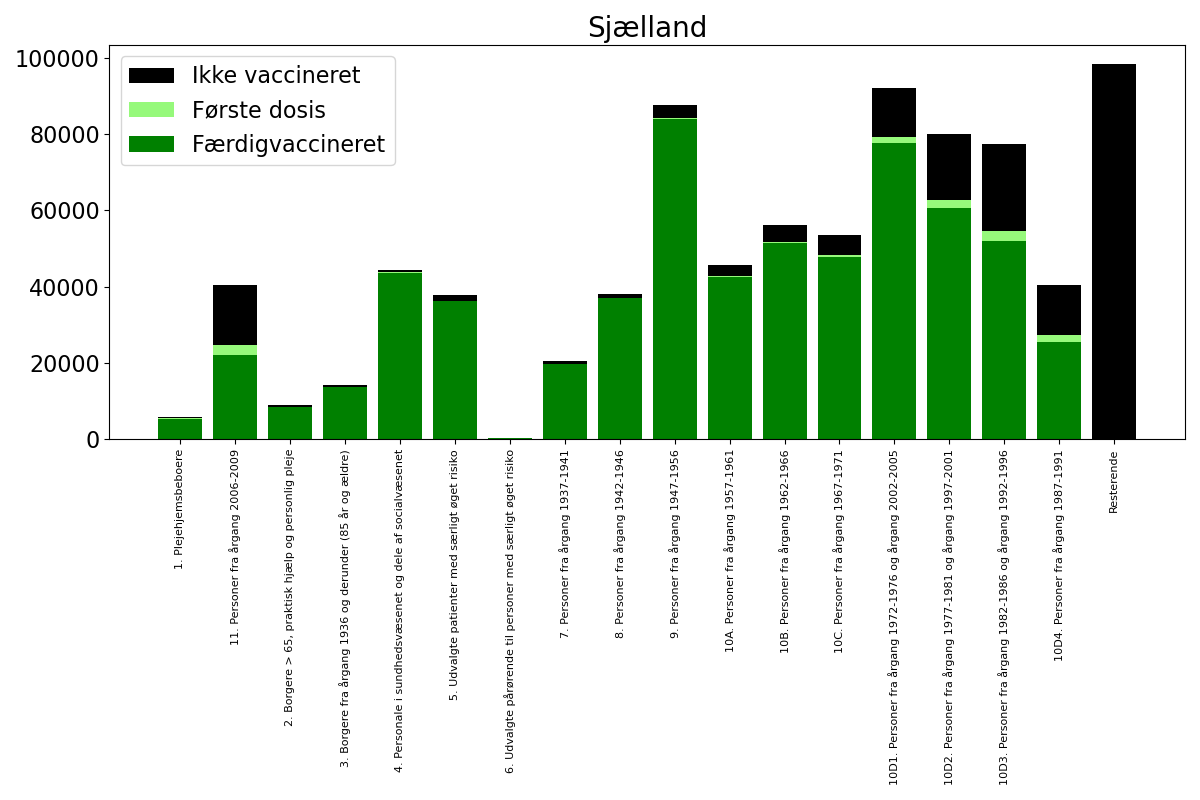 Sjælland
100000
80000
60000
40000
20000
0
Ikke vaccineret
Første dosis
Færdigvaccineret
1. Plejehjemsbeboere
11. Personer fra årgang 2006-2009
2. Borgere > 65, praktisk hjælp og personlig pleje
3. Borgere fra årgang 1936 og derunder (85 år og ældre)
4. Personale i sundhedsvæsenet og dele af socialvæsenet
5. Udvalgte patienter med særligt øget risiko
6. Udvalgte pårørende til personer med særligt øget risiko
7. Personer fra årgang 1937-1941
8. Personer fra årgang 1942-1946
9. Personer fra årgang 1947-1956
10A. Personer fra årgang 1957-1961
10B. Personer fra årgang 1962-1966
10C. Personer fra årgang 1967-1971
10D1. Personer fra årgang 1972-1976 og årgang 2002-2005
10D2. Personer fra årgang 1977-1981 og årgang 1997-2001
10D3. Personer fra årgang 1982-1986 og årgang 1992-1996
10D4. Personer fra årgang 1987-1991
Resterende